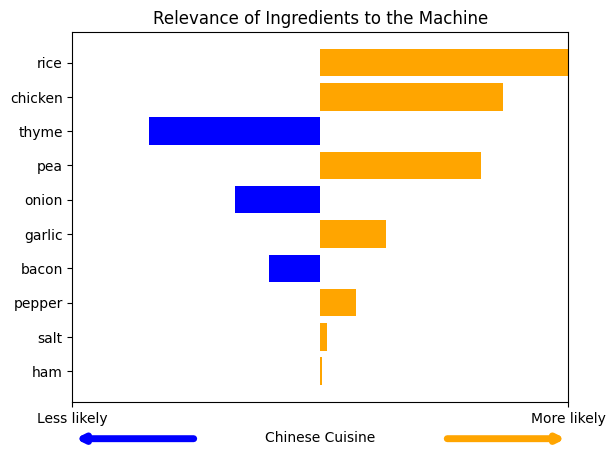 Relevance of Ingredients to the Machine
rice
chicken
thyme
pea
onion
garlic
bacon
pepper
salt
ham
Less likely More likely
Chinese Cuisine